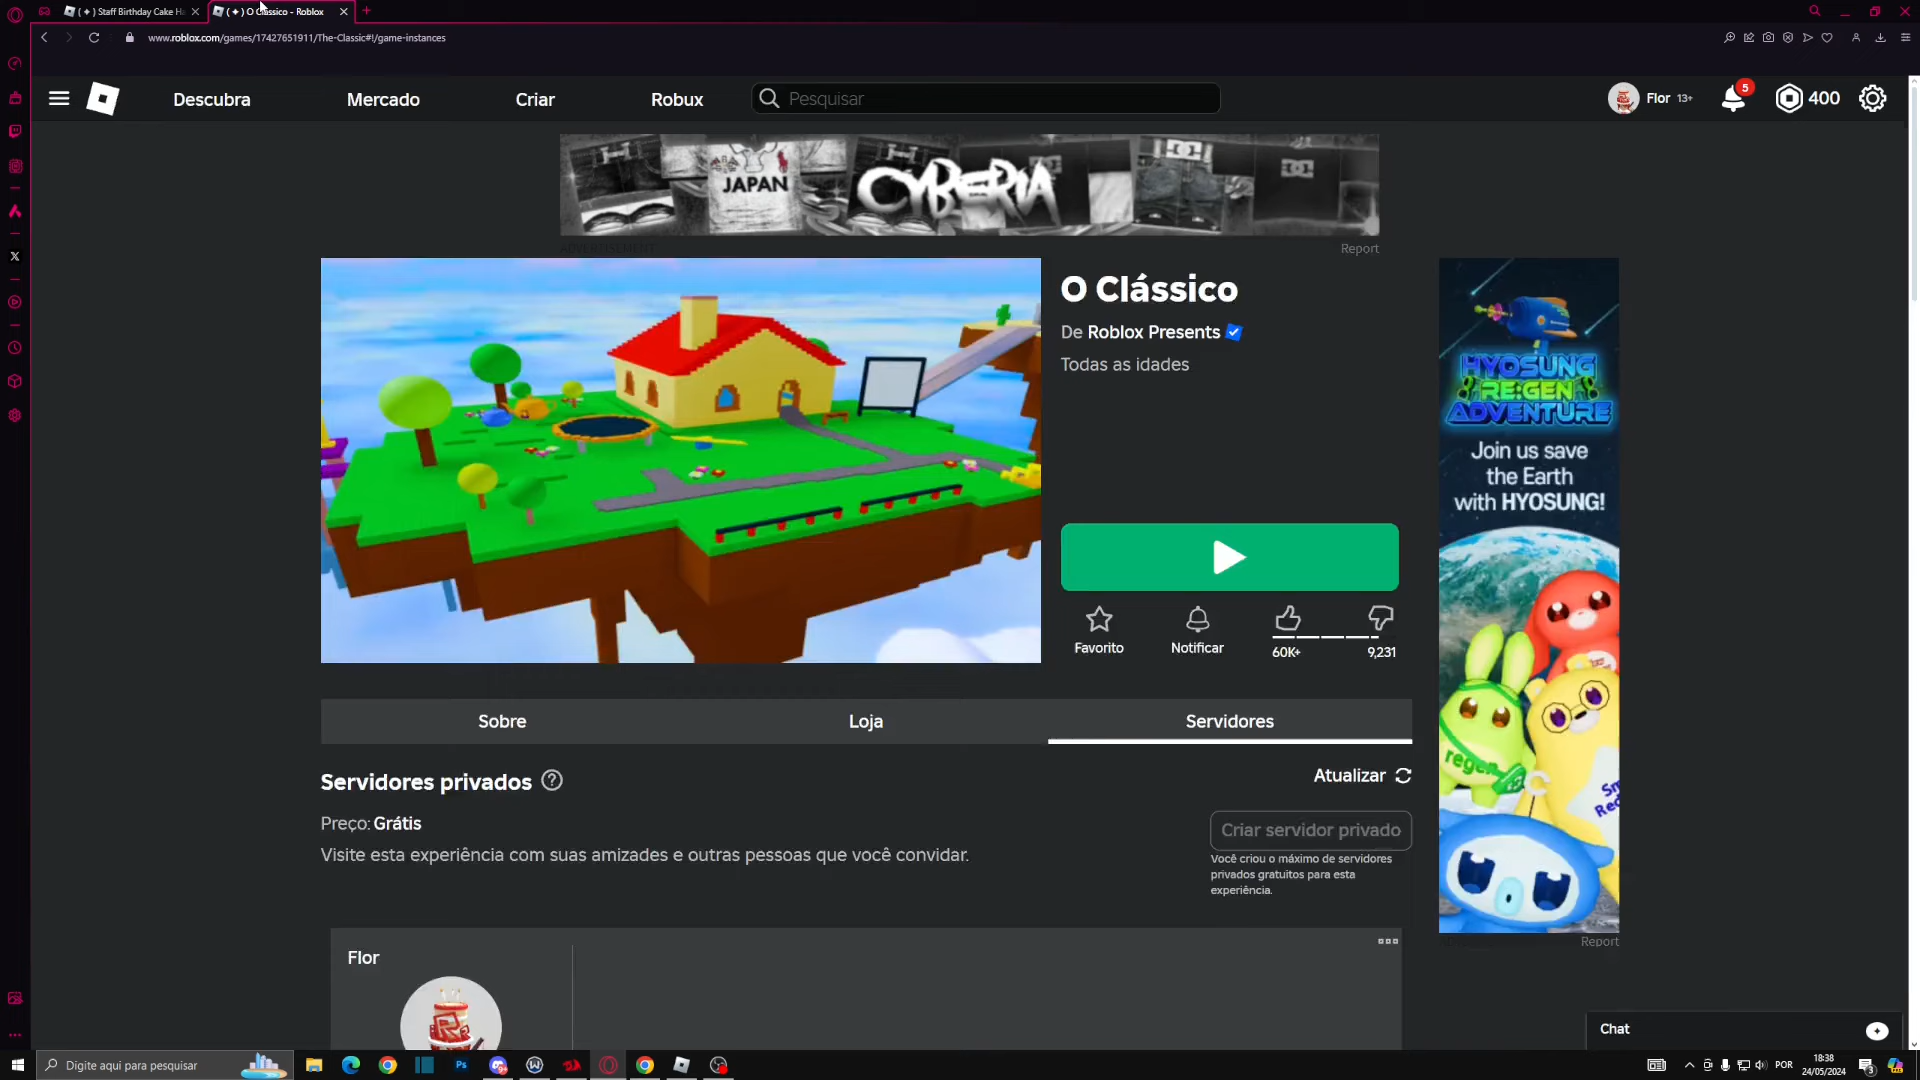 ( ✦ ) Staff Birthday Cake Ha
( ✦ ) O Clássico - Roblox
www.roblox.com/games/17427651911/The-Classic#!/game-instances
Descubra
Mercado
Criar
Robux
Pesquisar
Flor 13+
5
400
JAPAN
CYBERIA
ADVERTISEMENT
Report
O Clássico
De Roblox Presents
Todas as idades
HYOSUNG
RE:GEN
ADVENTURE
Join us save
the Earth
with HYOSUNG!
Favorito
Notificar
60K+
9,231
Sobre
Loja
Servidores
Servidores privados
Atualizar
Preço: Grátis
Criar servidor privado
Visite esta experiência com suas amizades e outras pessoas que você convidar.
Você criou o máximo de servidores
privados gratuitos para esta
experiência.
Report
Flor
Chat
Digite aqui para pesquisar
Ps
POR
18:38
24/05/2024
3